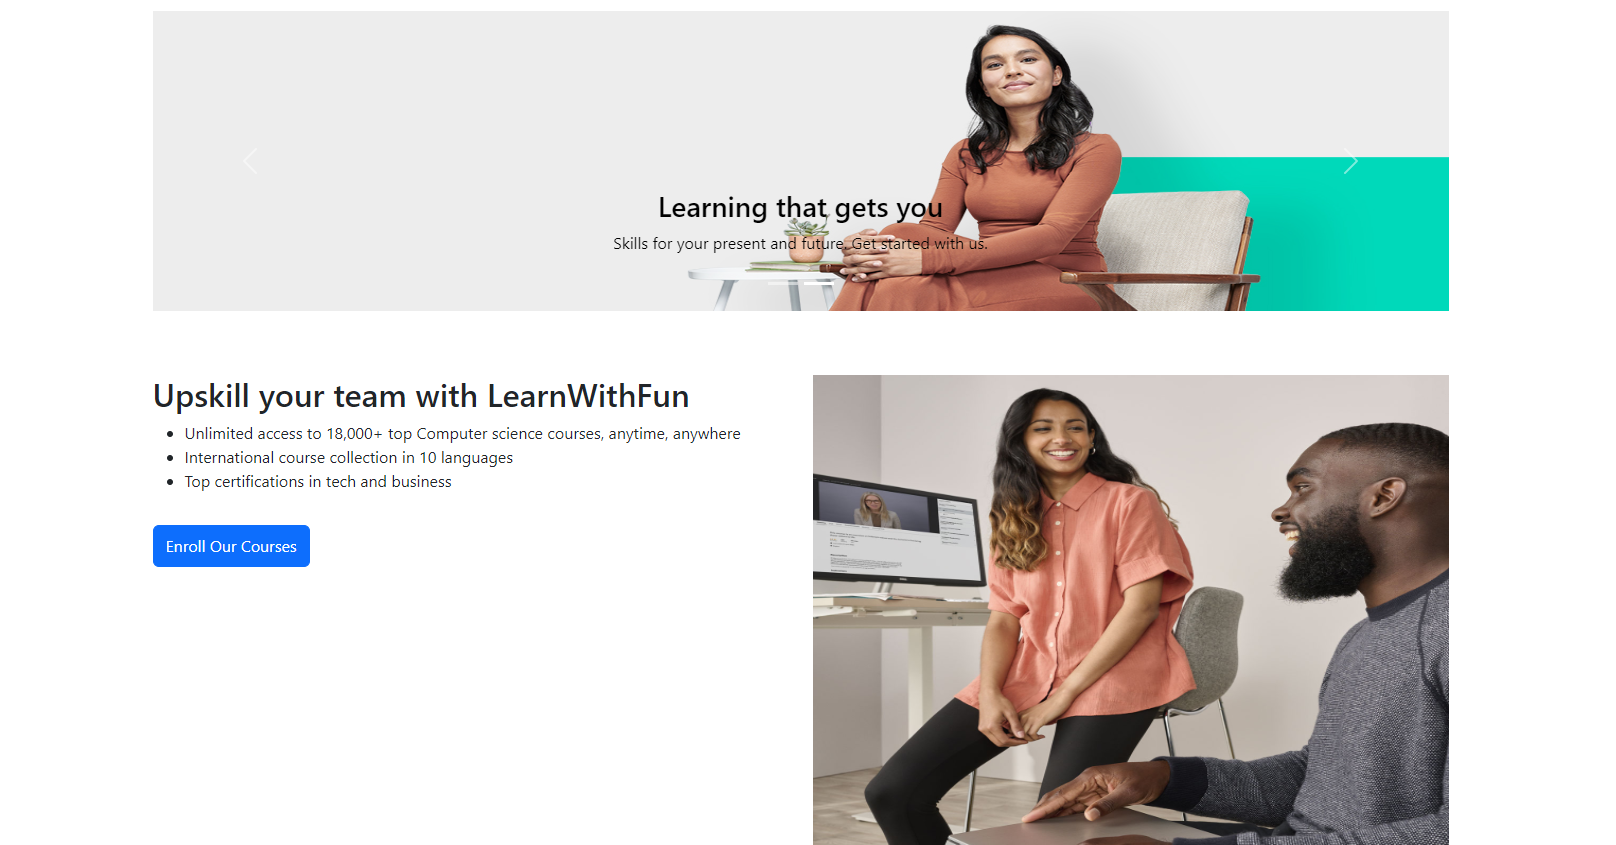 Learning that gets you
Skills for your present and future. Get started with us.
Upskill your team with LearnWithFun
Unlimited access to 18,000+ top Computer science courses, anytime, anywhere
International course collection in 10 languages
Top certifications in tech and business
Enroll Our Courses